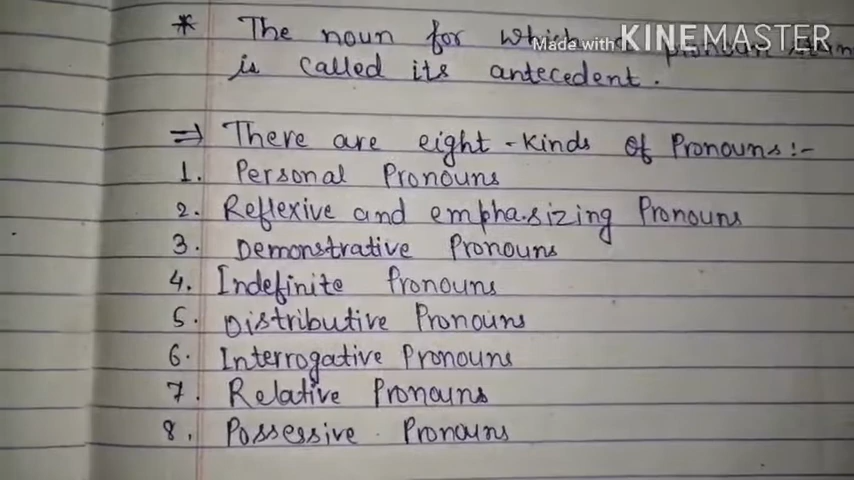 * The noun for which
is called its antecedent.
Made with KINEMASTER
=> There are eight-kinds of Pronouns:-
1. Personal Pronouns
2. Reflexive and emphasizing Pronouns
3. Demonstrative Pronouns
4. Indefinite Pronouns
5. Distributive Pronouns
6. Interrogative Pronouns
7. Relative Pronouns
8. Possessive Pronouns